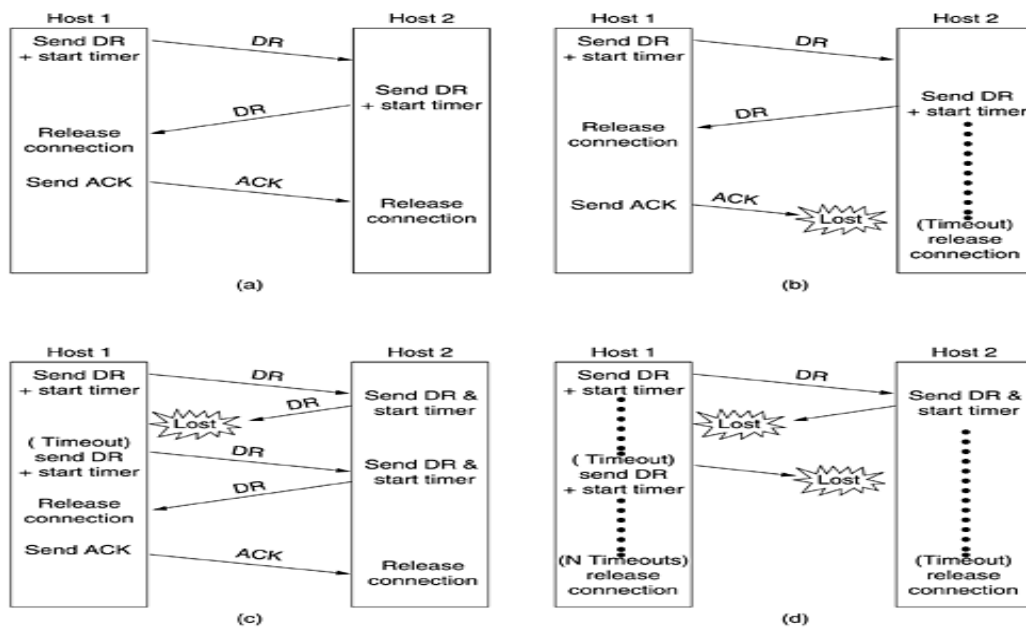 Host 1
Host 2
Send DR
+ start timer
DR
Send DR
+ start timer
DR
Release
connection
Send ACK
ACK
Release
connection
(a)
Host 1
Host 2
Send DR
+ start timer
DR
Send DR
+ start timer
DR
Release
connection
Send ACK
ACK
Lost
(Timeout)
release
connection
(b)
Host 1
Host 2
Send DR
+ start timer
DR
Send DR &
start timer
DR
Lost
( Timeout)
send DR
+ start timer
DR
Send DR &
start timer
DR
Release
connection
Send ACK
ACK
Release
connection
(c)
Host 1
Host 2
Send DR
+ start timer
DR
Send DR &
start timer
Lost
( Timeout)
send DR
+ start timer
Lost
(N Timeouts)
release
connection
(Timeout)
release
connection
(d)